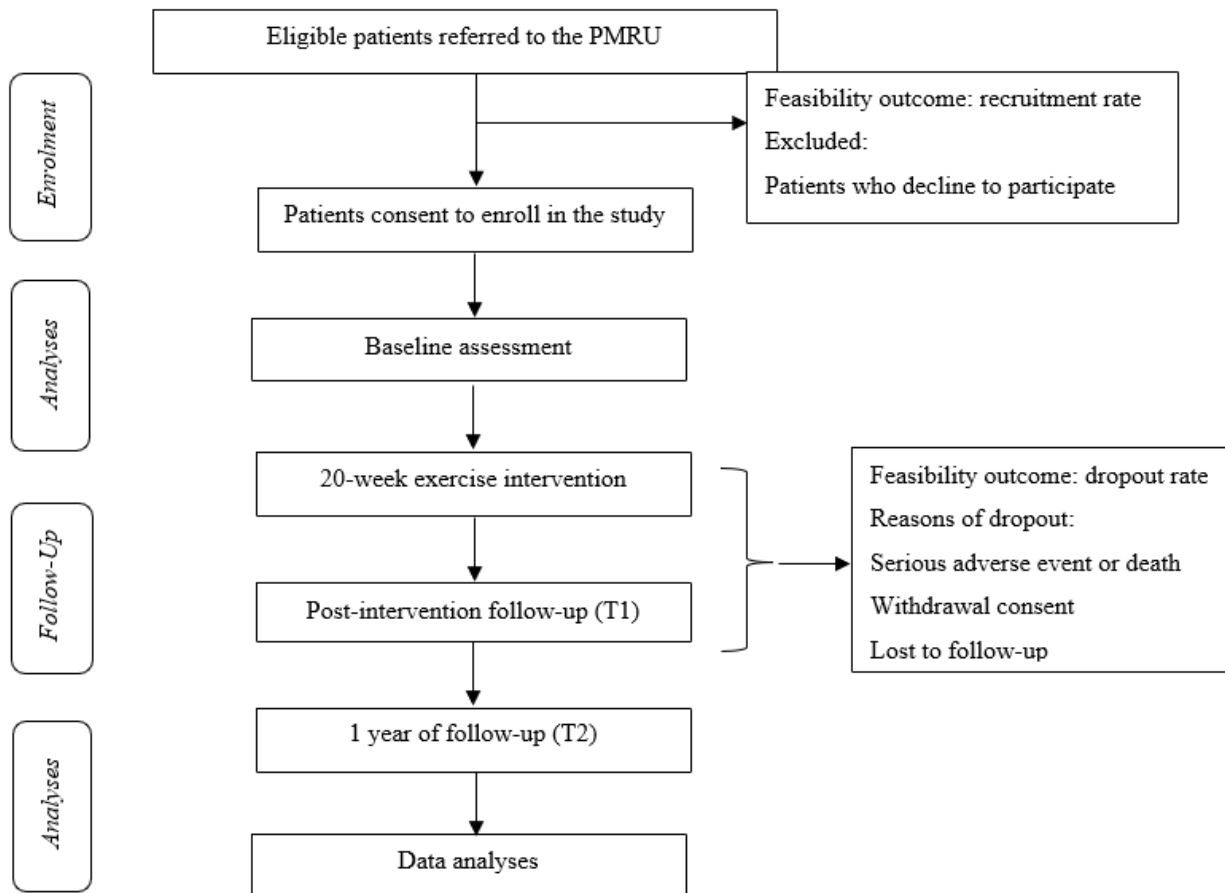 Eligible patients referred to the PMRU
Enrolment
Feasibility outcome: recruitment rate
Excluded:
Patients who decline to participate
Patients consent to enroll in the study
Analyses
Baseline assessment
20-week exercise intervention
Follow-Up
Feasibility outcome: dropout rate
Reasons of dropout:
Serious adverse event or death
Withdrawal consent
Lost to follow-up
Post-intervention follow-up (T1)
1 year of follow-up (T2)
Analyses
Data analyses